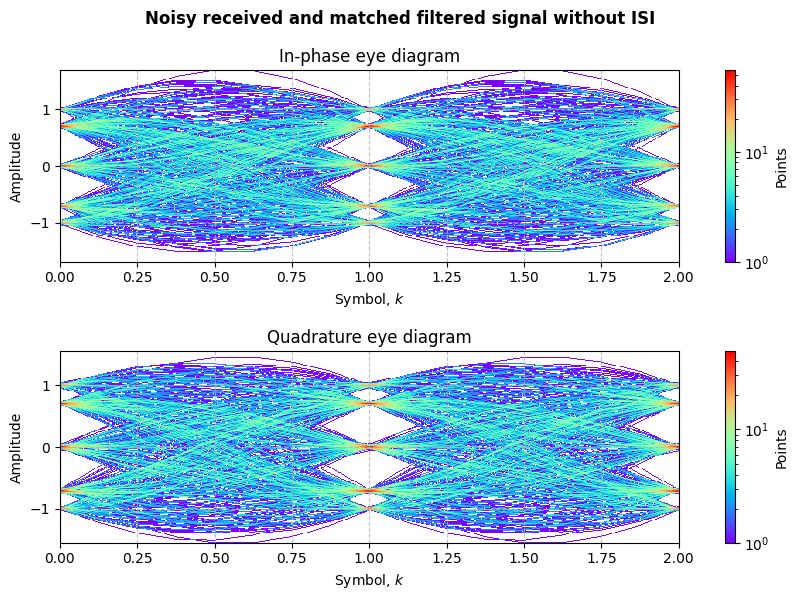 Noisy received and matched filtered signal without ISI
In-phase eye diagram
Amplitude
1
0
−1
0.00 0.25 0.50 0.75 1.00 1.25 1.50 1.75 2.00
Symbol, k
10¹
10⁰
Points
Quadrature eye diagram
Amplitude
1
0
−1
0.00 0.25 0.50 0.75 1.00 1.25 1.50 1.75 2.00
Symbol, k
10¹
10⁰
Points